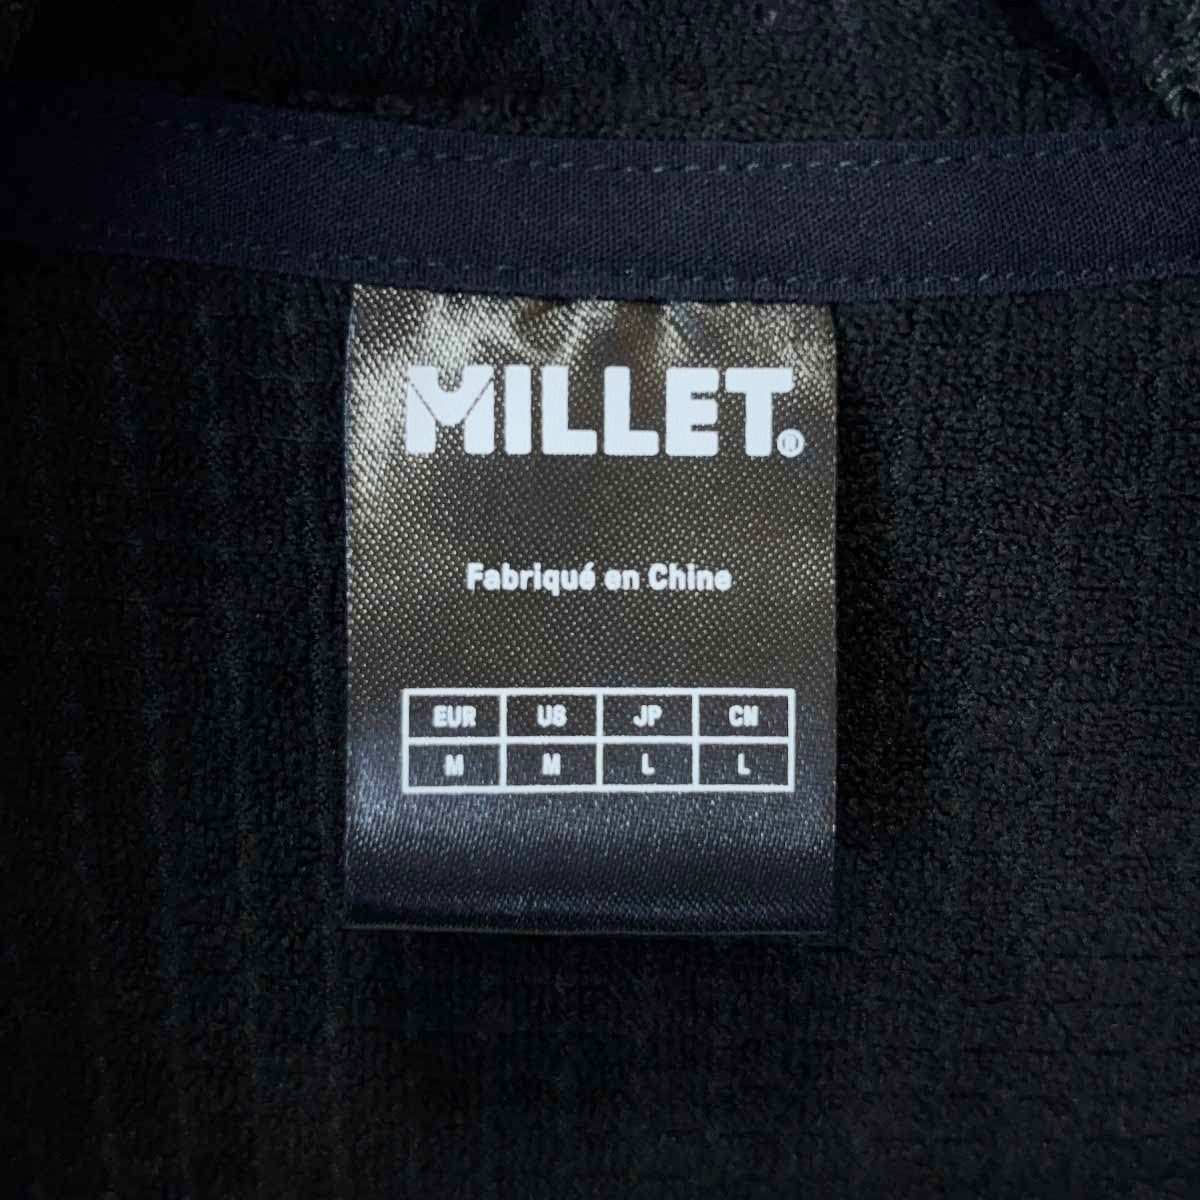 MILLET®
Fabriqué en Chine
EUR US JP CN
M M L L